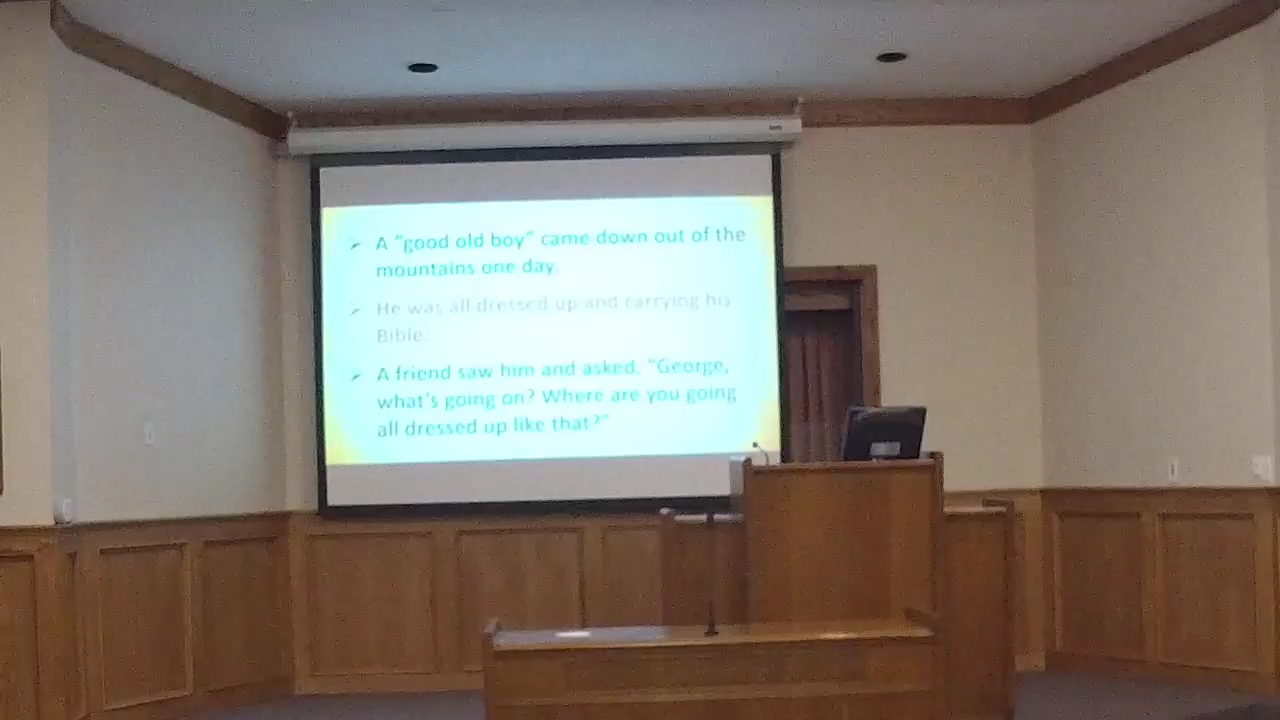 ➢ A "good old boy" came down out of the
mountains one day.
➢ He was all dressed up and carrying his
Bible.
➢ A friend saw him and asked, "George,
what's going on? Where are you going
all dressed up like that?"